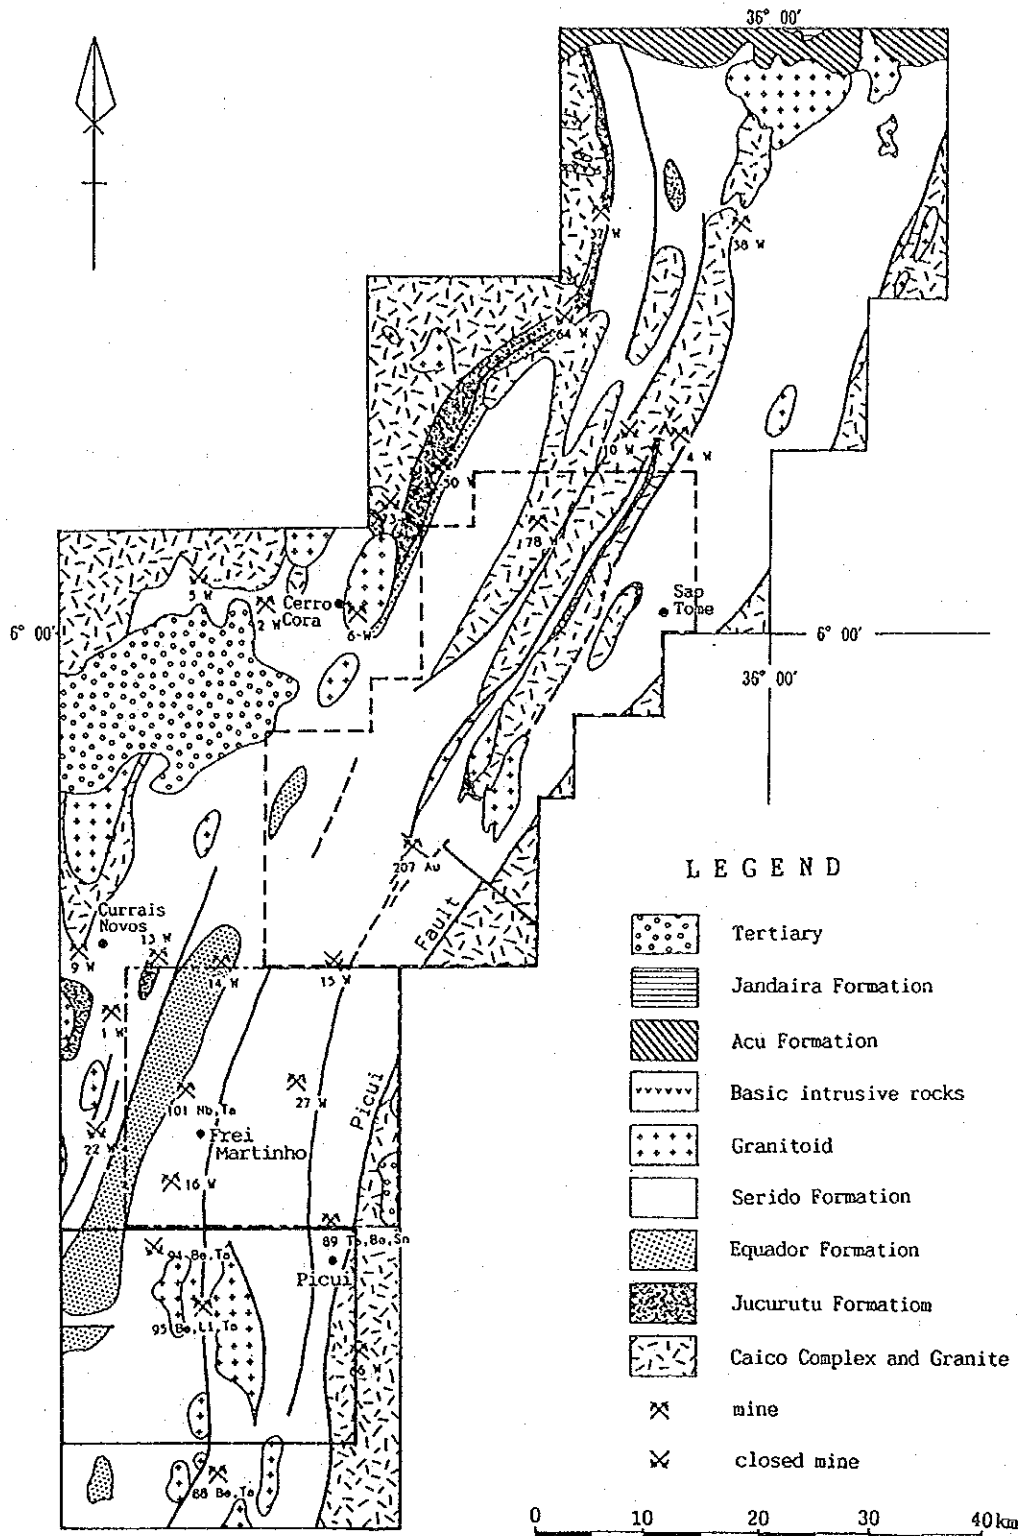 36° 00'
37 W
38 W
64 W
10 W
4 W
50 W
78 W
5 W
2 W
Cerro
Cora
6-W
Sao
Tome
6° 00'
6° 00'
36° 00'
207 Au
Fault
Currais
Novos
13 W
9 W
14 W
15 W
1 W
27 W
Picui
101 Nb,Ta
22 W
Frei
Martinho
16 W
94 Be,Ta
89 Ta,Be,Sn
Picui
95 Be,Li,Ta
66 W
88 Be,Ta
LEGEND
Tertiary
Jandaira Formation
Acu Formation
Basic intrusive rocks
Granitoid
Serido Formation
Equador Formation
Jucurutu Formatiom
Caico Complex and Granite
mine
closed mine
0 10 20 30 40km